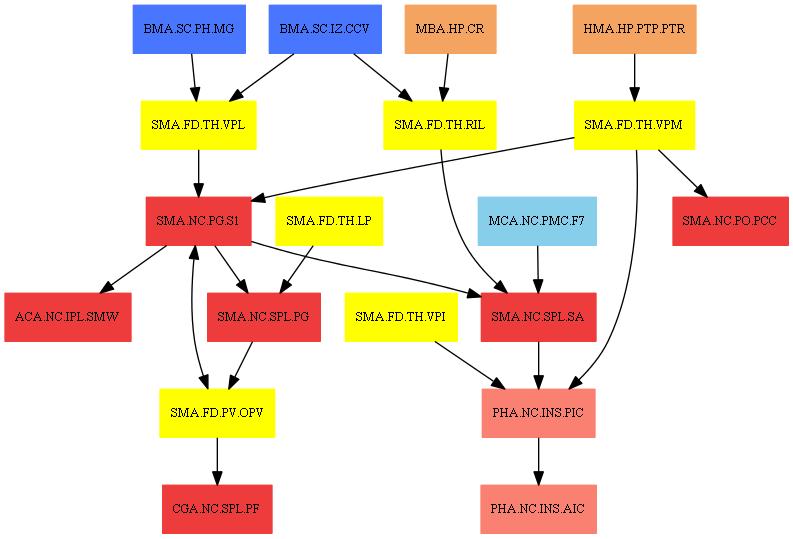 BMA.SC.PH.MG
BMA.SC.IZ.CCV
MBA.HP.CR
HMA.HP.PTP.PTR
SMA.FD.TH.VPL
SMA.FD.TH.RIL
SMA.FD.TH.VPM
SMA.NC.PG.S1
SMA.FD.TH.LP
MCA.NC.PMC.F7
SMA.NC.PO.PCC
ACA.NC.IPL.SMW
SMA.NC.SPL.PG
SMA.FD.TH.VPI
SMA.NC.SPL.SA
SMA.FD.PV.OPV
PHA.NC.INS.PIC
CGA.NC.SPL.PF
PHA.NC.INS.AIC